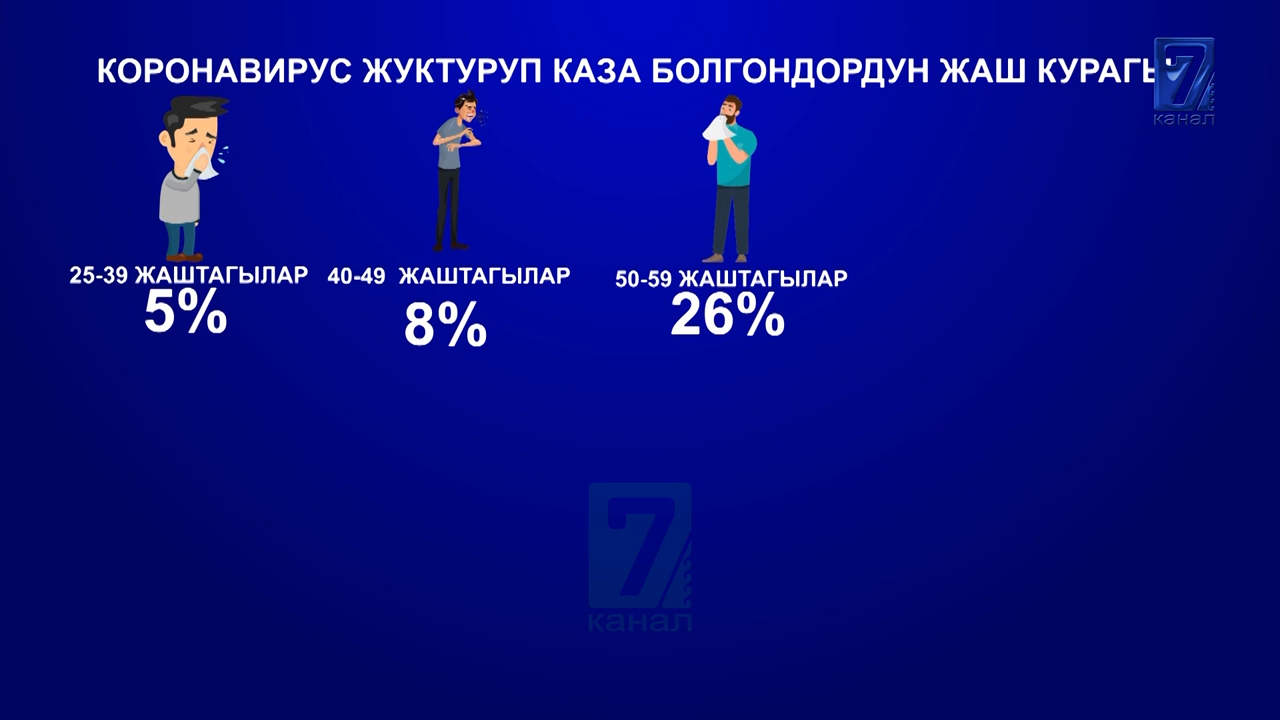 КОРОНАВИРУС ЖУКТУРУП КАЗА БОЛГОНДОРДУН ЖАШ КУРАГЫ
7
канал
25-39 ЖАШТАГЫЛАР
5%
40-49 ЖАШТАГЫЛАР
8%
50-59 ЖАШТАГЫЛАР
26%
7
канал